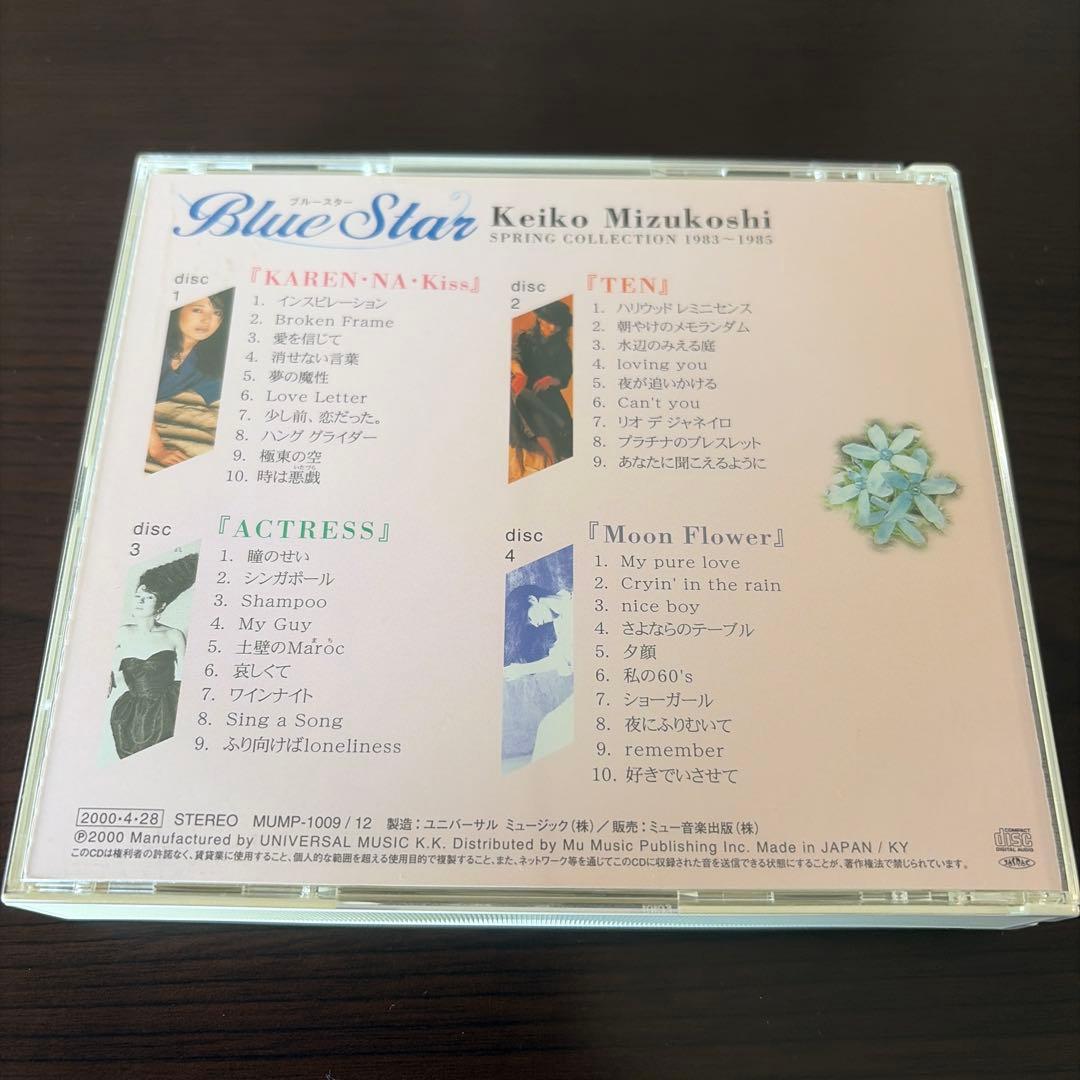 ブルースター
Blue Star
Keiko Mizukoshi
SPRING COLLECTION 1983〜1985
disc
1
『KAREN・NA・Kiss』
1. インスピレーション
2. Broken Frame
3. 愛を信じて
4. 消せない言葉
5. 夢の魔性
6. Love Letter
7. 少し前、恋だった。
8. ハング グライダー
9. 極東の空
いたづら
10. 時は悪戯
disc
2
『TEN』
1. ハリウッド レミニセンス
2. 朝やけのメモランダム
3. 水辺のみえる庭
4. loving you
5. 夜が追いかける
6. Can't you
7. リオ デ ジャネイロ
8. プラチナのブレスレット
9. あなたに聞こえるように
disc
3
『ACTRESS』
1. 瞳のせい
2. シンガポール
3. Shampoo
4. My Guy
まち
5. 土壁のMaroc
6. 哀しくて
7. ワインナイト
8. Sing a Song
9. ふり向けばloneliness
disc
4
『Moon Flower』
1. My pure love
2. Cryin' in the rain
3. nice boy
4. さよならのテーブル
5. 夕顔
6. 私の60's
7. ショーガール
8. 夜にふりむいて
9. remember
10. 好きでいさせて
2000・4・28 STEREO MUMP-1009 / 12 製造：ユニバーサル ミュージック（株）／販売：ミュー音楽出版（株）
℗2000 Manufactured by UNIVERSAL MUSIC K.K. Distributed by Mu Music Publishing Inc. Made in JAPAN / KY
このCDは権利者の許諾なく、賃貸業に使用すること、個人的な範囲を超える使用目的で複製すること、また、ネットワーク等を通じてこのCDに収録された音を送信できる状態にすることが、著作権法で禁じられています。
COMPACT
disc
DIGITAL AUDIO